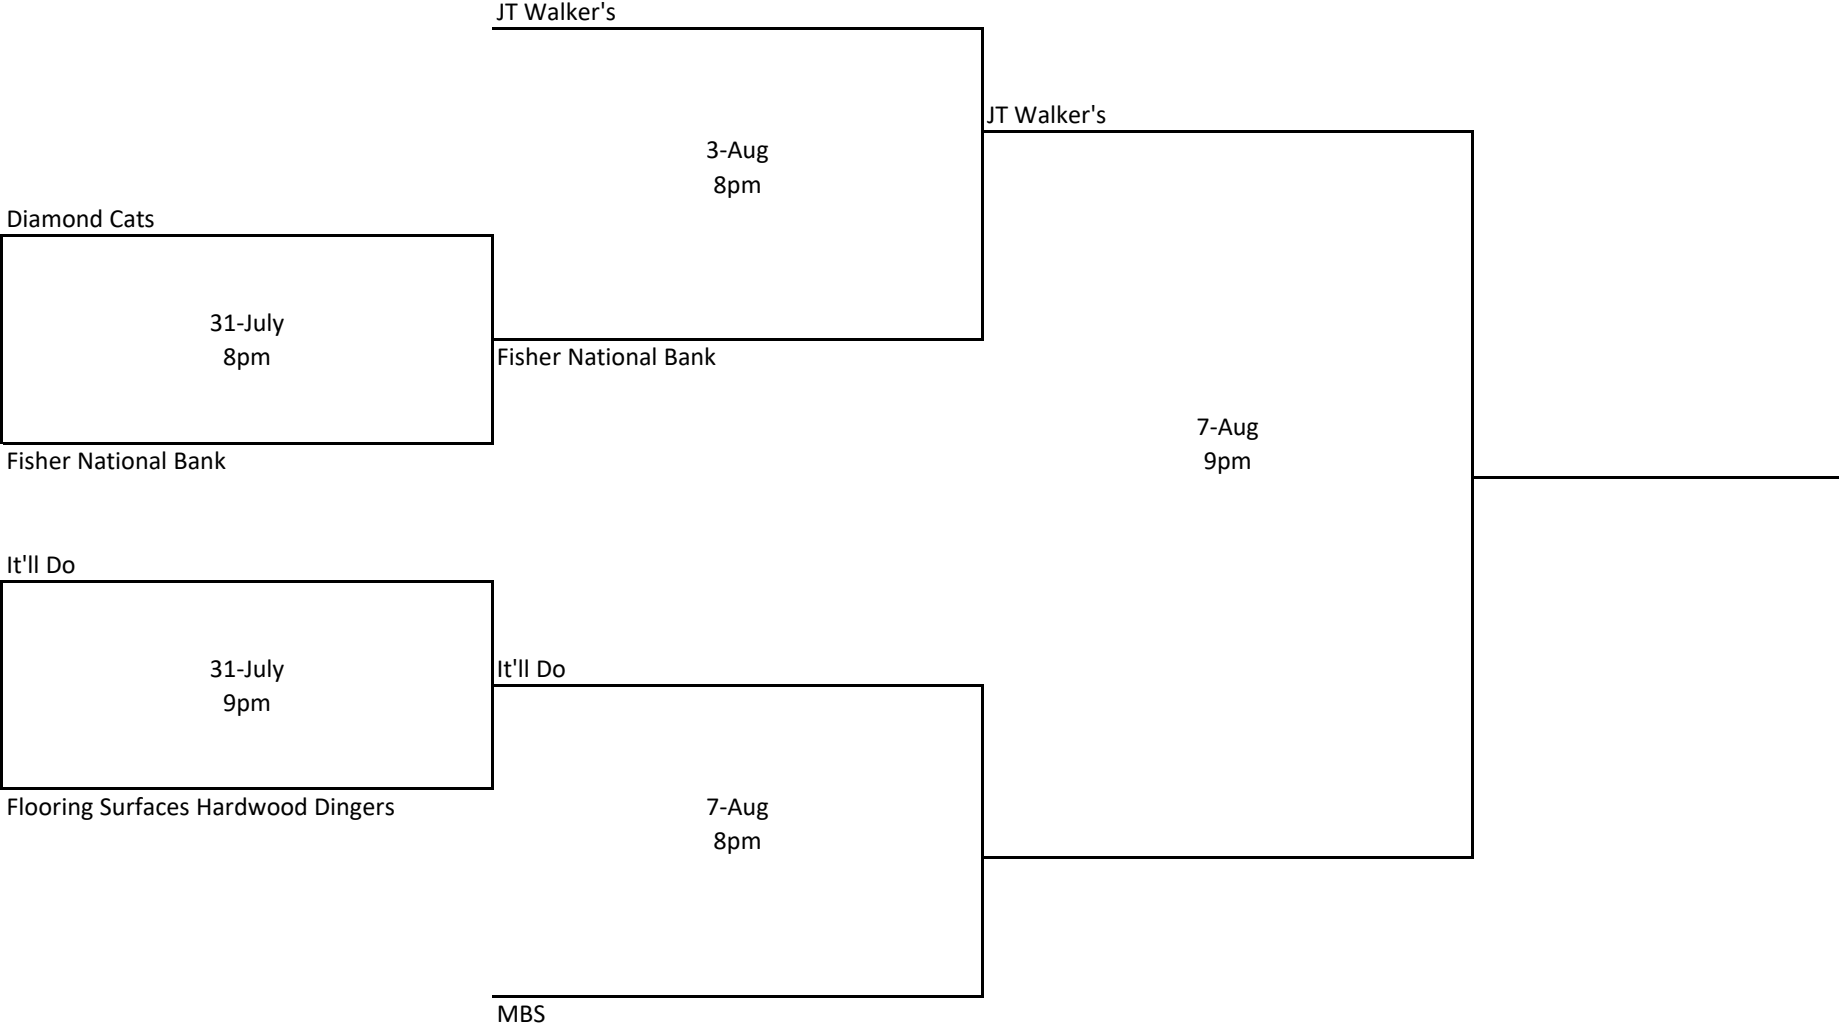 JT Walker's
JT Walker's
3-Aug
8pm
Diamond Cats
31-July
8pm
Fisher National Bank
7-Aug
9pm
Fisher National Bank
It'll Do
31-July
9pm
It'll Do
Flooring Surfaces Hardwood Dingers
7-Aug
8pm
MBS